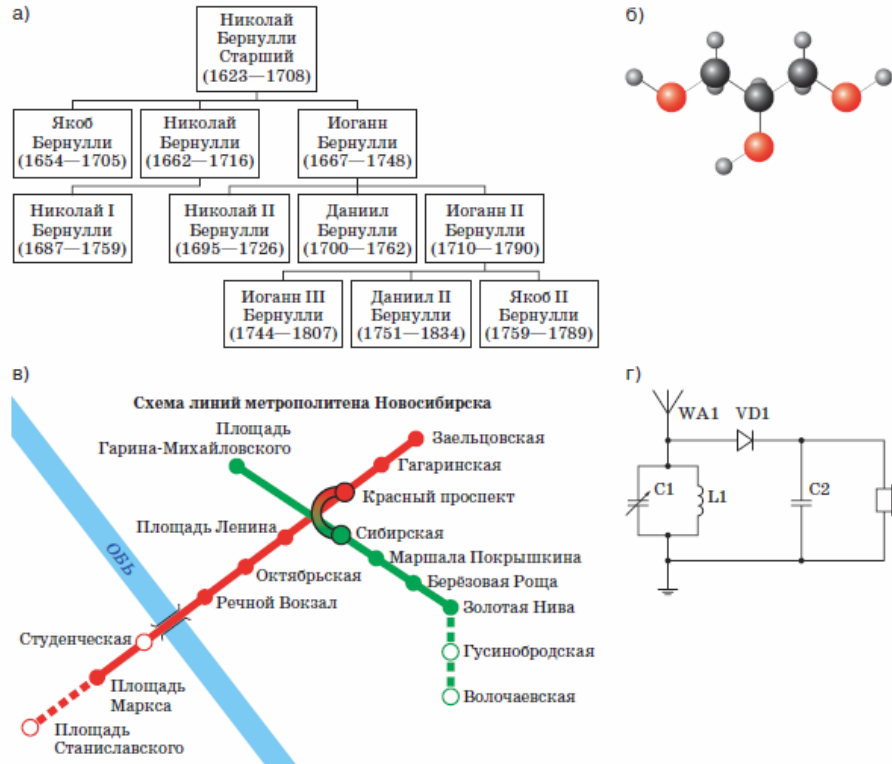 а)
Николай
Бернулли
Старший
(1623—1708)
Якоб
Бернулли
(1654—1705)
Николай
Бернулли
(1662—1716)
Иоганн
Бернулли
(1667—1748)
Николай I
Бернулли
(1687—1759)
Николай II
Бернулли
(1695—1726)
Даниил
Бернулли
(1700—1762)
Иоганн II
Бернулли
(1710—1790)
Иоганн III
Бернулли
(1744—1807)
Даниил II
Бернулли
(1751—1834)
Якоб II
Бернулли
(1759—1789)
б)
в)
Схема линий метрополитена Новосибирска
Площадь
Гарина-Михайловского
Заельцовская
Гагаринская
Красный проспект
Площадь Ленина
Сибирская
Маршала Покрышкина
Октябрьская
Берёзовая Роща
Речной Вокзал
Золотая Нива
ОБЬ
Студенческая
Гусинобродская
Площадь
Маркса
Волочаевская
Площадь
Станиславского
г)
WA1
VD1
C1
L1
C2